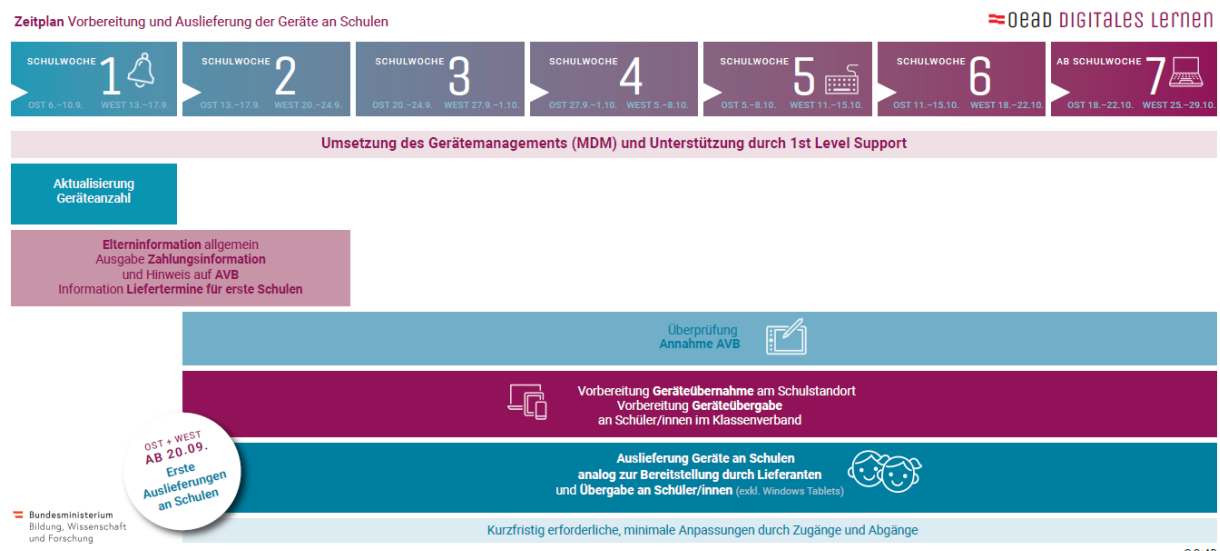 Zeitplan Vorbereitung und Auslieferung der Geräte an Schulen
OeAD DIGITALES LERNEN
SCHULWOCHE 1
OST 6.–10.9. WEST 13.–17.9.
SCHULWOCHE 2
OST 13.–17.9. WEST 20.–24.9.
SCHULWOCHE 3
OST 20.–24.9. WEST 27.9.–1.10.
SCHULWOCHE 4
OST 27.9.–1.10. WEST 5.–8.10.
SCHULWOCHE 5
OST 5.–8.10. WEST 11.–15.10.
SCHULWOCHE 6
OST 11.–15.10. WEST 18.–22.10.
AB SCHULWOCHE 7
OST 18.–22.10. WEST 25.–29.10.
Umsetzung des Gerätemanagements (MDM) und Unterstützung durch 1st Level Support
Aktualisierung
Geräteanzahl
Elterninformation allgemein
Ausgabe Zahlungsinformation
und Hinweis auf AVB
Information Liefertermine für erste Schulen
Überprüfung
Annahme AVB
Vorbereitung Geräteübernahme am Schulstandort
Vorbereitung Geräteübergabe
an Schüler/innen im Klassenverband
OST + WEST
AB 20.09.
Erste
Auslieferungen
an Schulen
Auslieferung Geräte an Schulen
analog zur Bereitstellung durch Lieferanten
und Übergabe an Schüler/innen (exkl. Windows Tablets)
Kurzfristig erforderliche, minimale Anpassungen durch Zugänge und Abgänge
Bundesministerium
Bildung, Wissenschaft
und Forschung